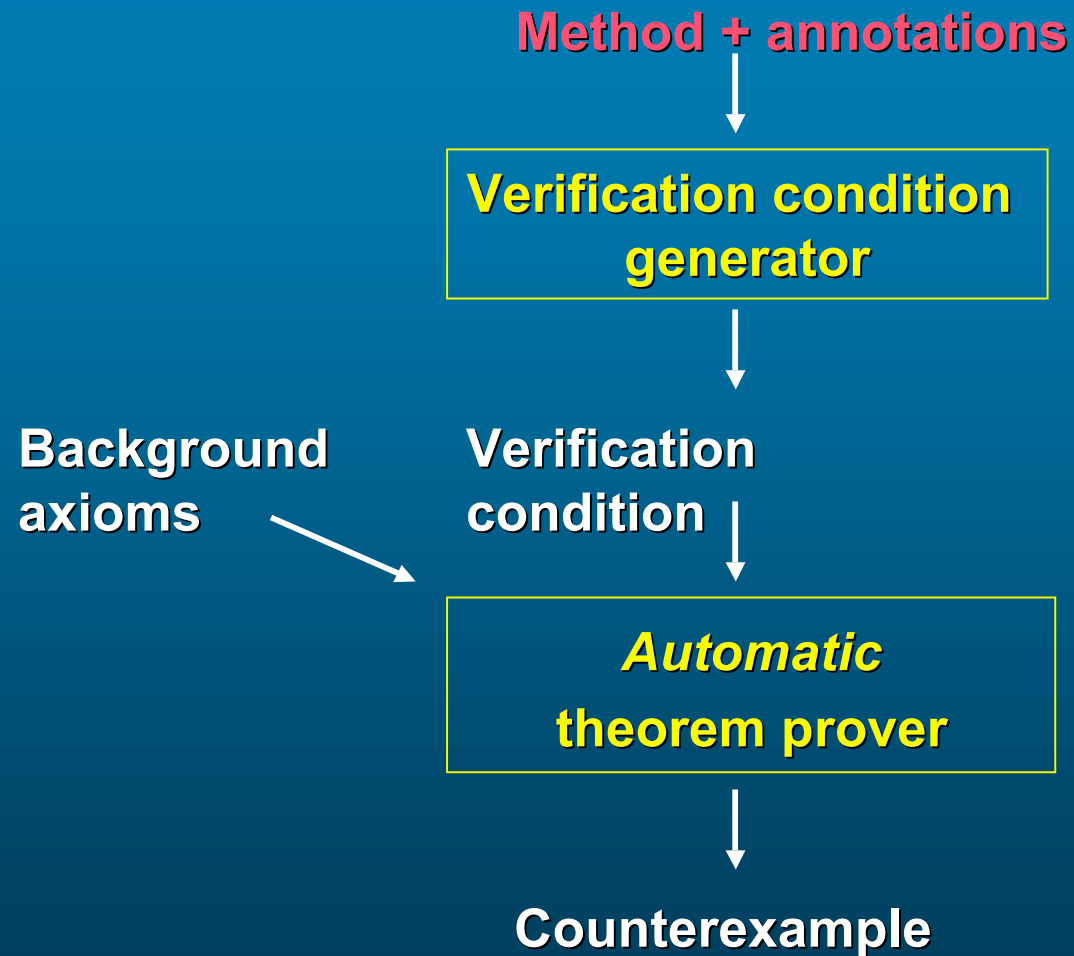 Method + annotations
Verification condition
generator
Background
axioms
Verification
condition
Automatic
theorem prover
Counterexample